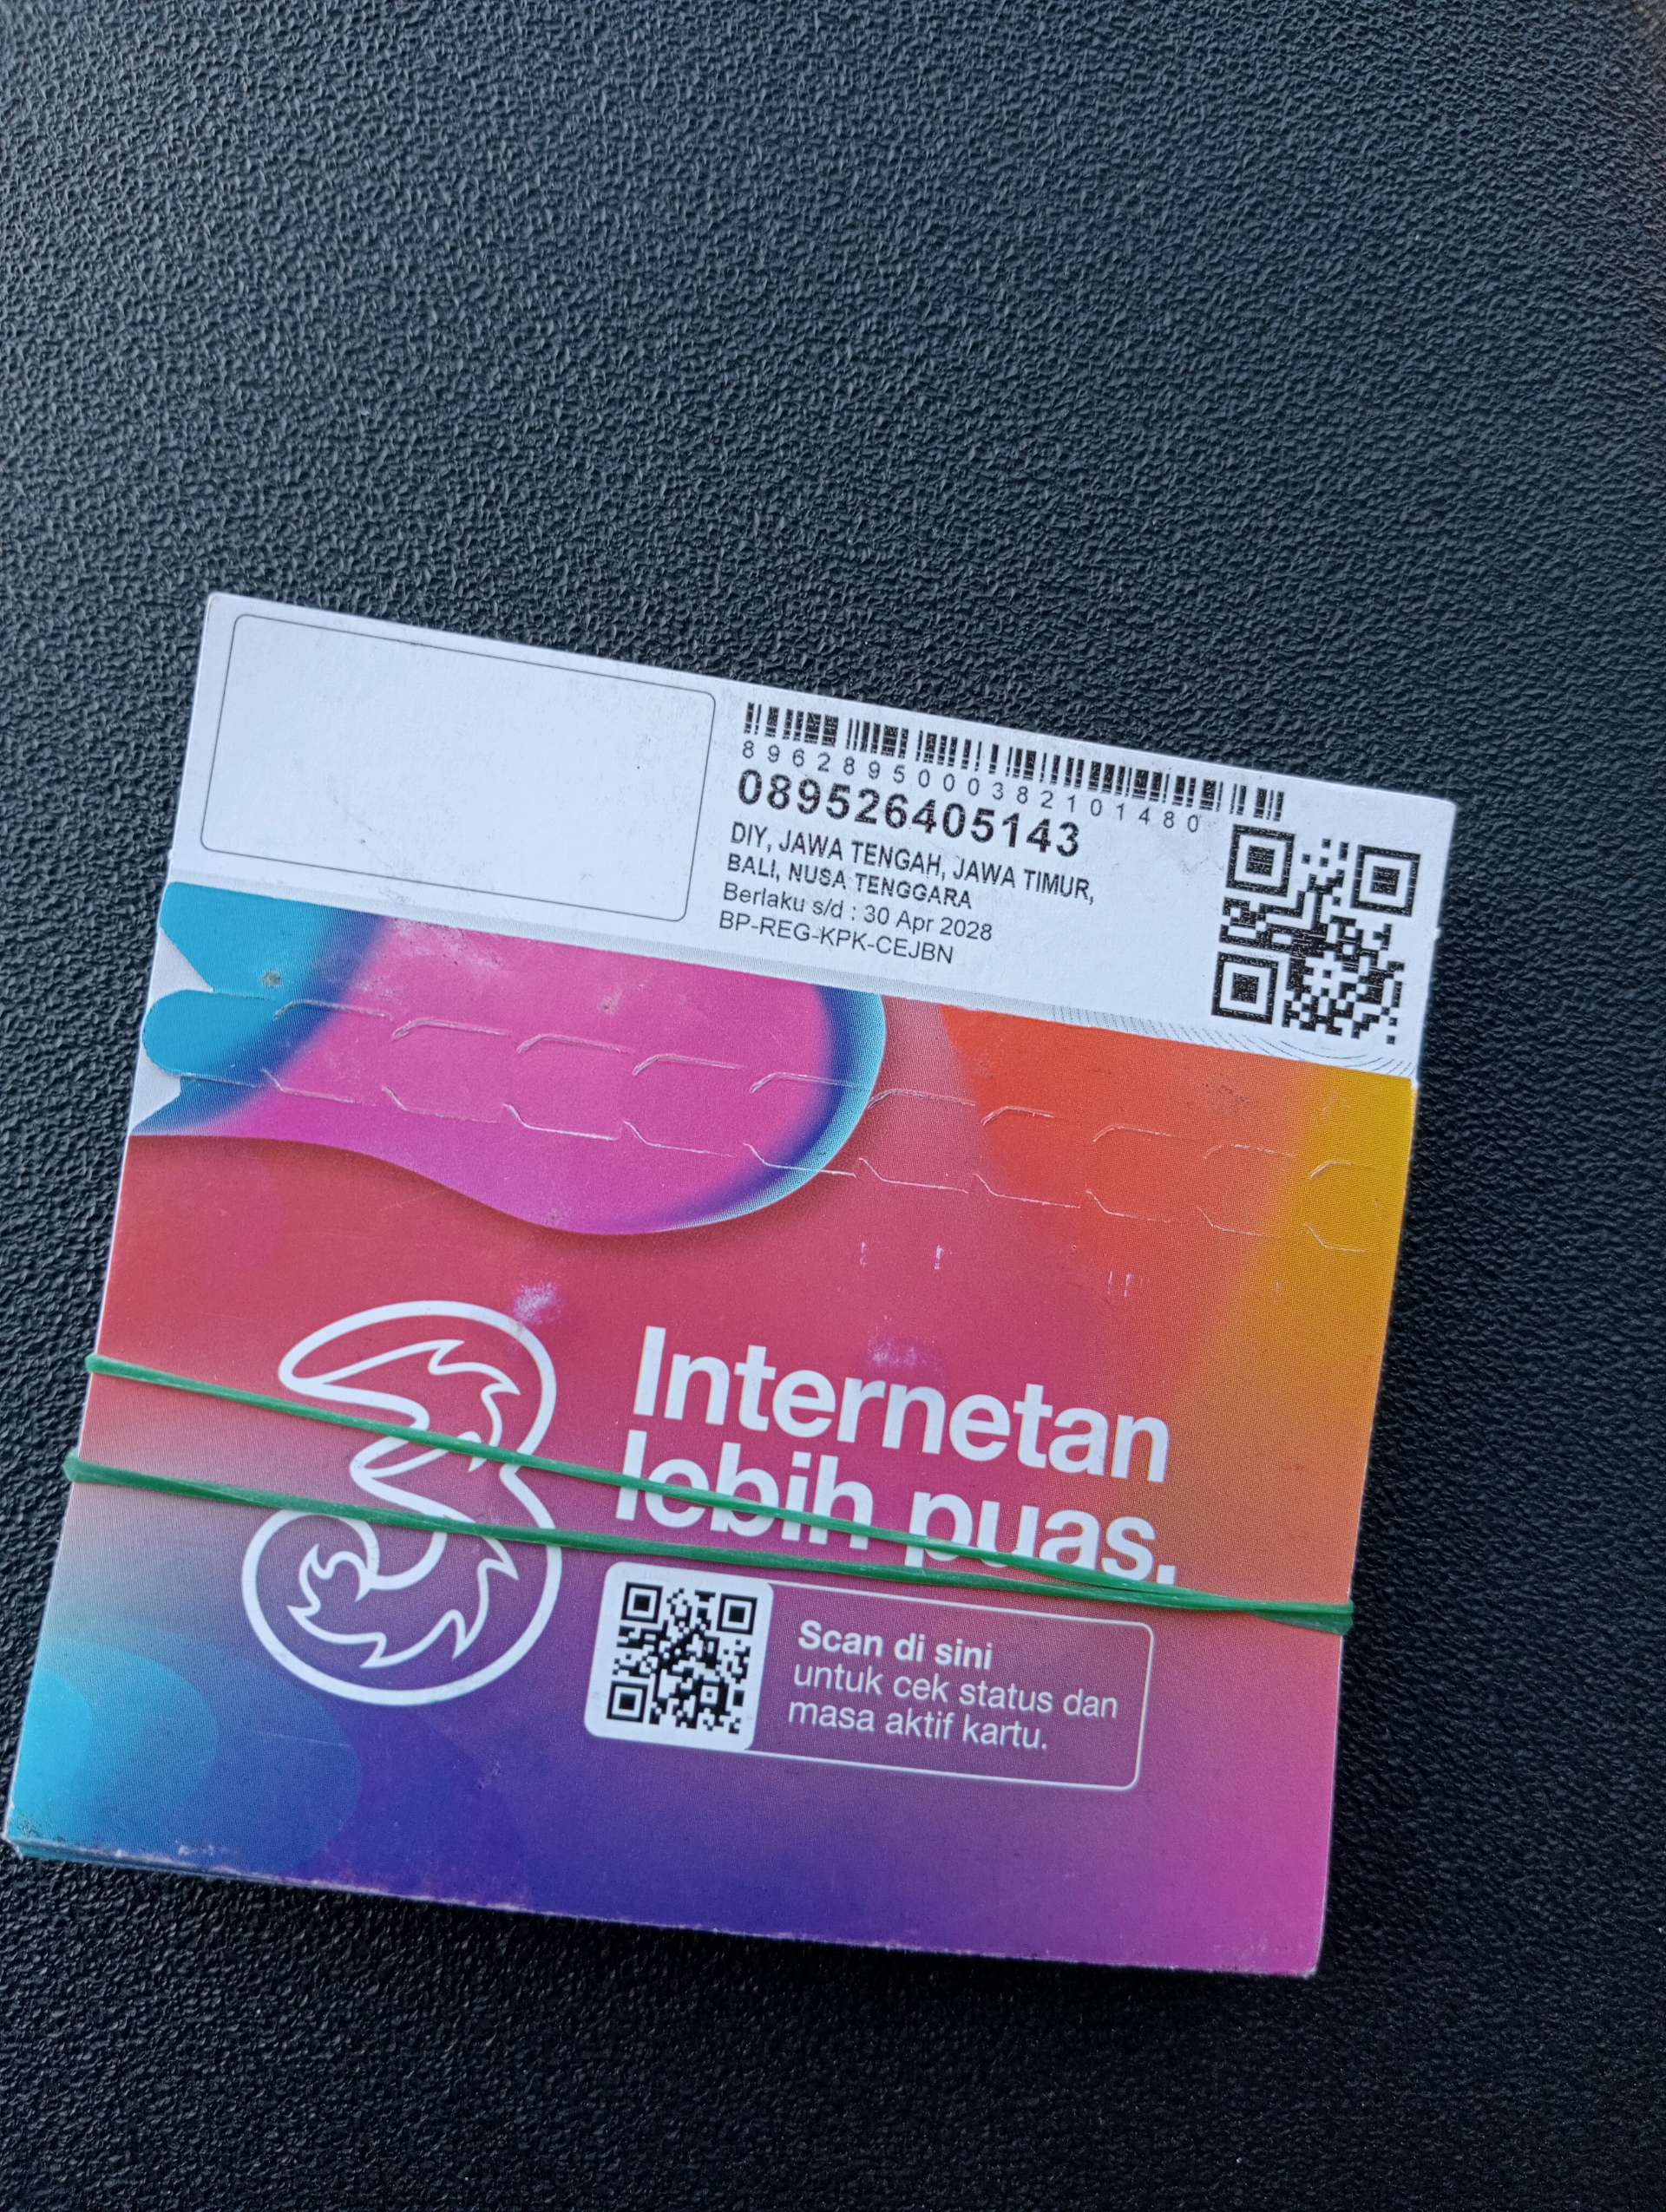 8962895000382101480
089526405143
DIY, JAWA TENGAH, JAWA TIMUR,
BALI, NUSA TENGGARA
Berlaku s/d : 30 Apr 2028
BP-REG-KPK-CEJBN
3
Internetan
lebih puas.
Scan di sini
untuk cek status dan
masa aktif kartu.